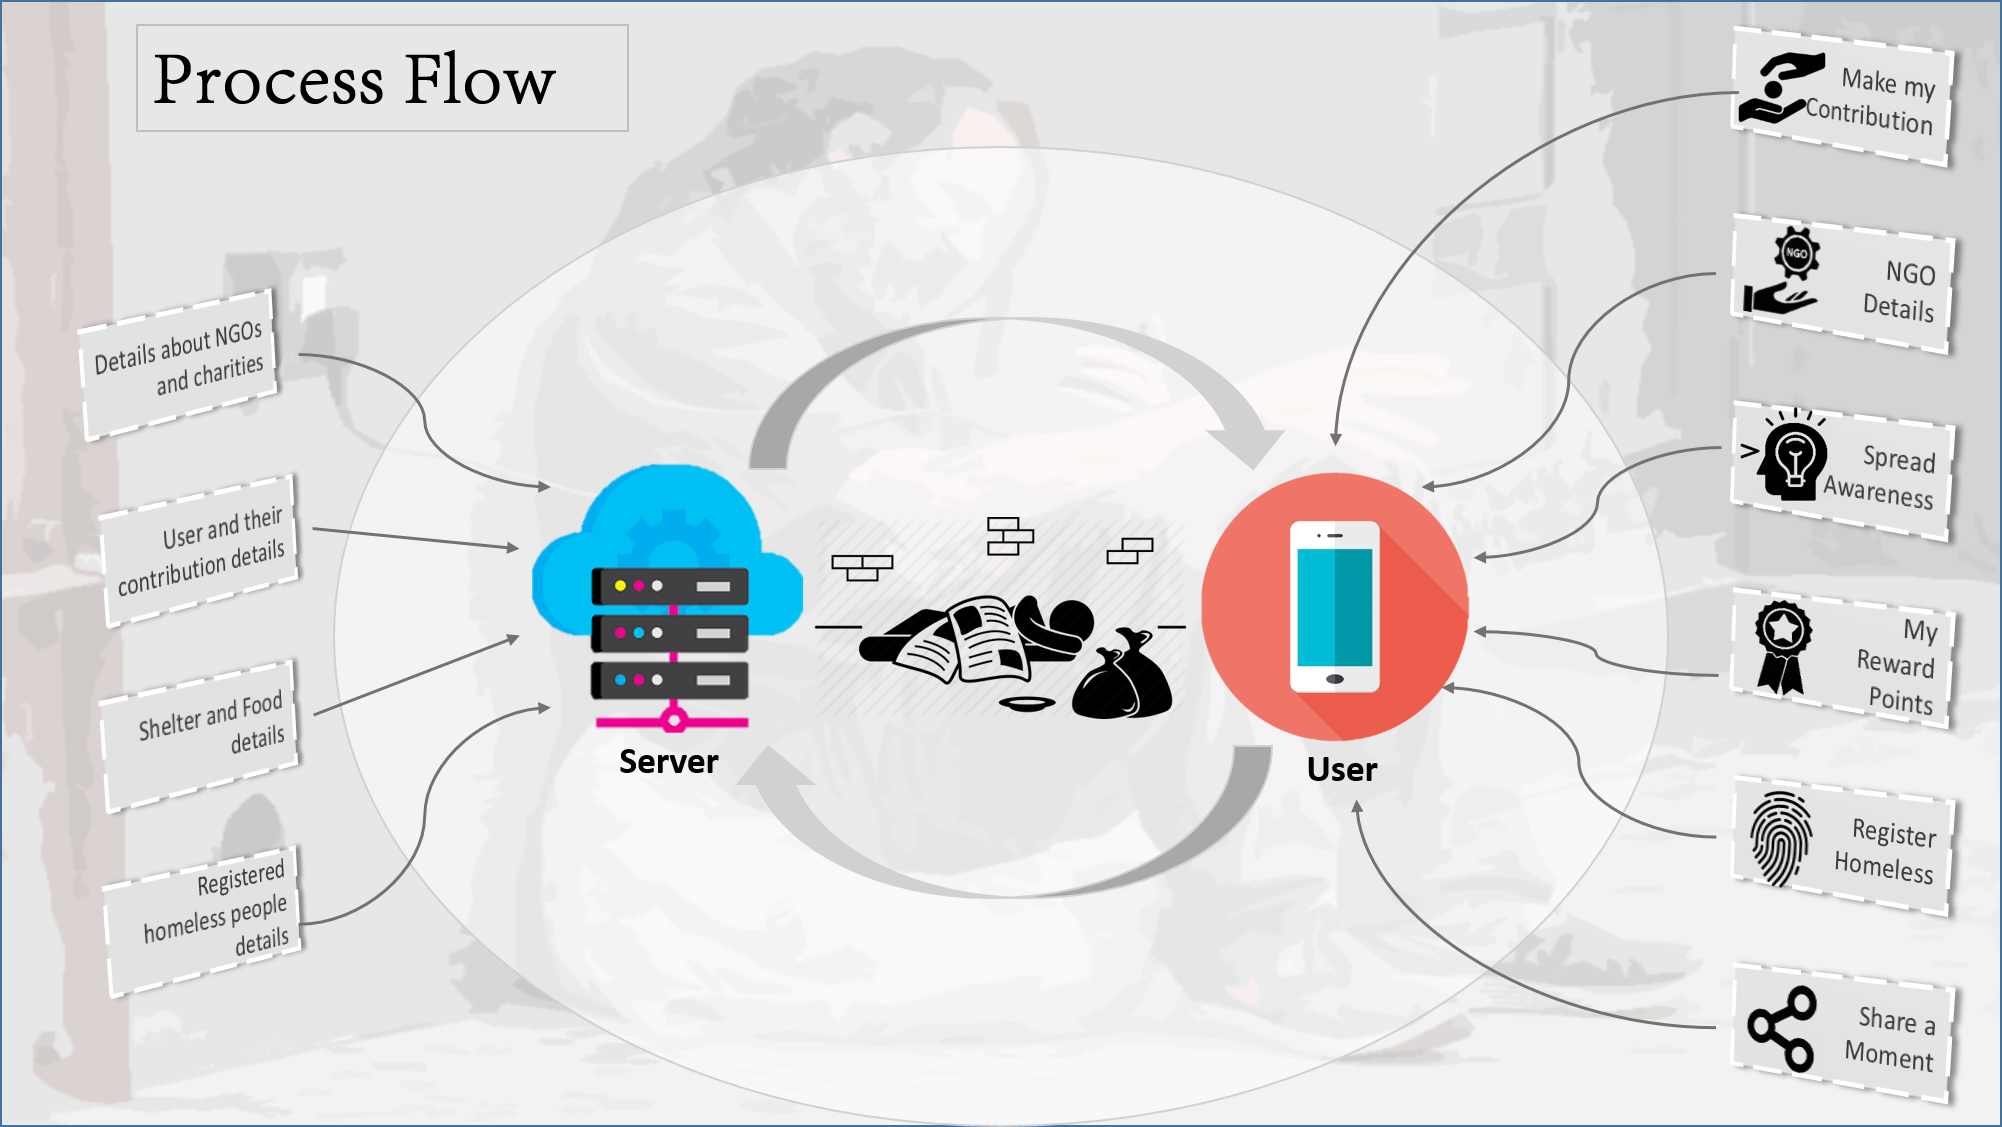 Process Flow
Details about NGOs
and charities
User and their
contribution details
Shelter and Food
details
Registered
homeless people
details
Server
User
Make my
Contribution
NGO
NGO
Details
>
Spread
Awareness
My
Reward
Points
Register
Homeless
Share a
Moment